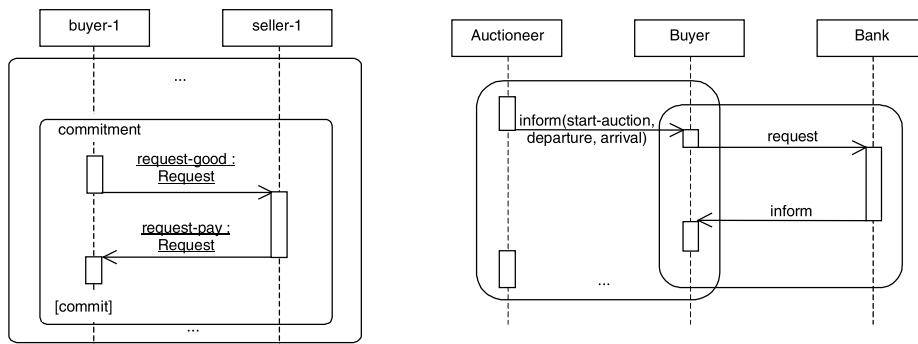 buyer-1
seller-1
...
commitment
request-good :
Request
request-pay :
Request
[commit]
...
Auctioneer
Buyer
Bank
inform(start-auction,
departure, arrival)
request
inform
...